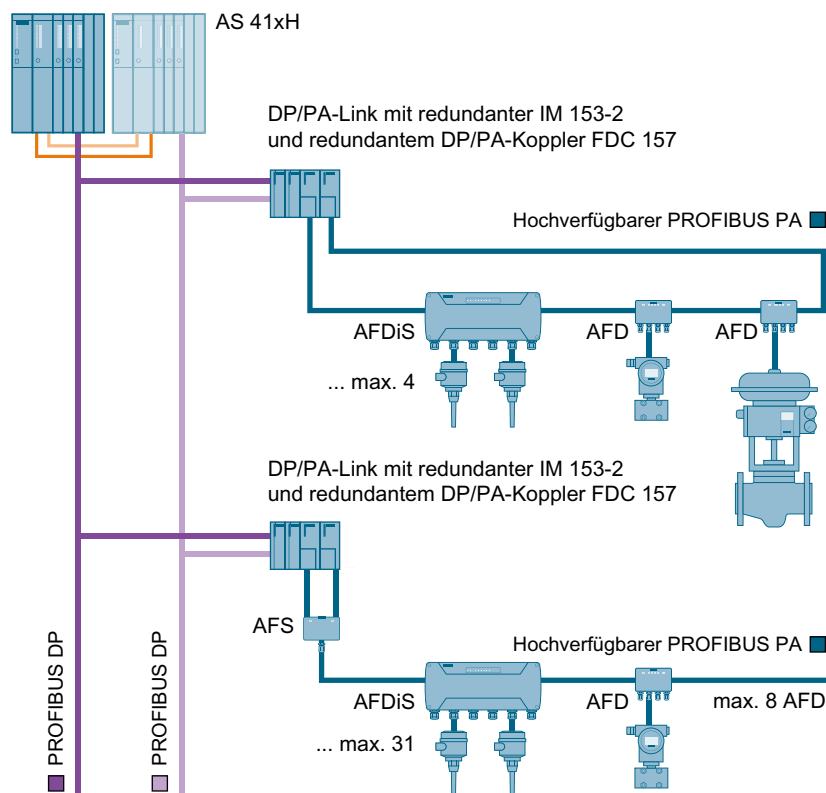 AS 41xH
DP/PA-Link mit redundanter IM 153-2
und redundantem DP/PA-Koppler FDC 157
Hochverfügbarer PROFIBUS PA
AFDiS
AFD
AFD
... max. 4
DP/PA-Link mit redundanter IM 153-2
und redundantem DP/PA-Koppler FDC 157
AFS
Hochverfügbarer PROFIBUS PA
AFDiS
AFD
max. 8 AFD
... max. 31
PROFIBUS DP
PROFIBUS DP